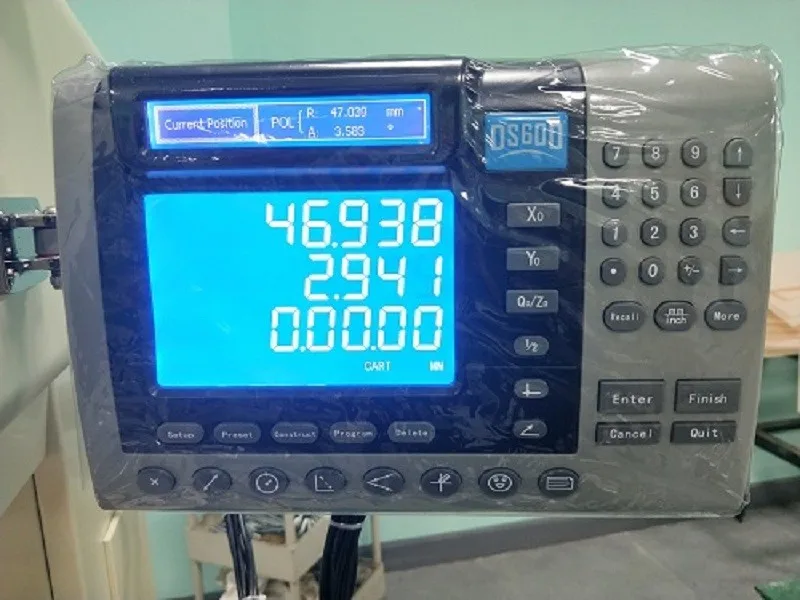 Current Position POL R: 47.030 mm
A: 3.583 °
DS600
46.938
2.941
0.00.00
CART MM
X0
Y0
Q0/Z0
1/2
7 8 9 ↑
4 5 6 ↓
1 2 3 ←
. 0 +/- →
Recall mm/inch More
Enter Finish
Cancel Quit
Setup Preset Construct Program Delete